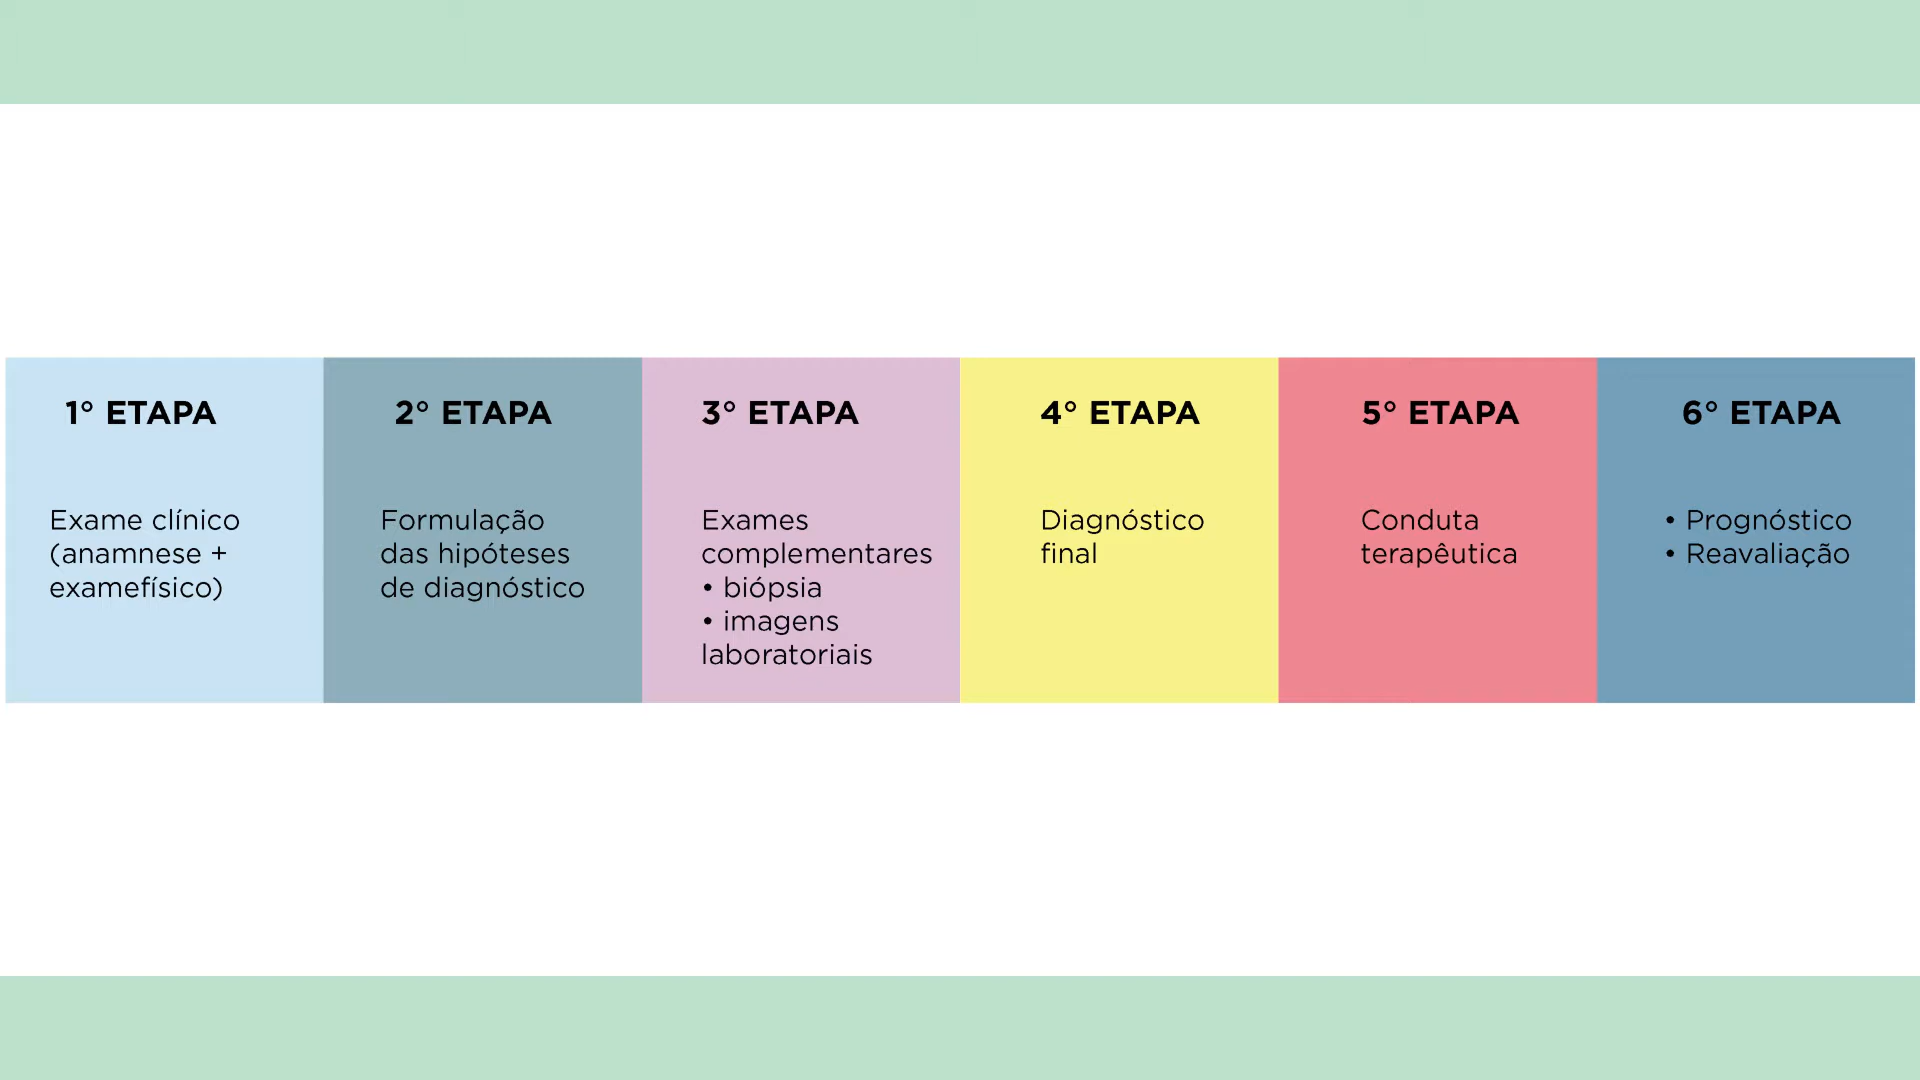 1° ETAPA
Exame clínico
(anamnese +
examefísico)
2° ETAPA
Formulação
das hipóteses
de diagnóstico
3° ETAPA
Exames
complementares
• biópsia
• imagens
laboratoriais
4° ETAPA
Diagnóstico
final
5° ETAPA
Conduta
terapêutica
6° ETAPA
• Prognóstico
• Reavaliação